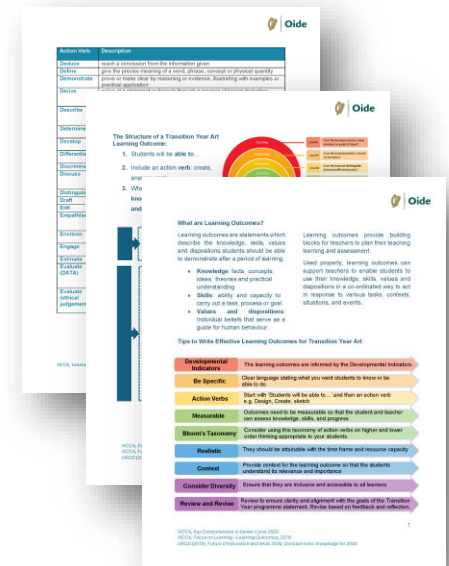 Oide
Action Verb Description
Deduce reach a conclusion from the information given
Define give the precise meaning of a word, phrase, concept or physical quantity
Demonstrate prove or make clear by reasoning or evidence, illustrating with examples or
practical application
Derive
Describe
Determine
Develop
Differentia
Discrimina
Discuss
Distinguis
Draft
Edit
Empathise
Envision
Engage
Estimate
Evaluate
(DATA)
Evaluate
(ethical
judgement
Oide
The Structure of a Transition Year Art
Learning Outcome:
1. Students will be able to…
2. Include an action verb: create,
3. Wha
kno
and
Oide
What are Learning Outcomes?
Learning outcomes are statements which
describe the knowledge, skills, values
and dispositions students should be able
to demonstrate after a period of learning.
• Knowledge: facts, concepts,
ideas, theories and practical
understanding
• Skills: ability and capacity to
carry out a task, process or goal.
• Values and dispositions:
Individual beliefs that serve as a
guide for human behaviour.
Learning outcomes provide building
blocks for teachers to plan their teaching
learning and assessment.
Used properly, learning outcomes can
support teachers to enable students to
use their knowledge, skills, values and
dispositions in a co-ordinated way to act
in response to various tasks, contexts,
situations, and events.
Tips to Write Effective Learning Outcomes for Transition Year Art
Developmental
Indicators
The learning outcomes are informed by the Developmental Indicators.
Be Specific
Clear language stating what you want students to know or be
able to do.
Action Verbs
Start with 'Students will be able to…' and then an action verb
e.g. Design, Create, sketch
Measurable
Outcomes need to be measurable so that the student and teacher
can assess knowledge, skills, and progress
Bloom's Taxonomy
Consider using this taxonomy of action verbs on higher and lower
order thinking appropriate to your students.
Realistic
They should be attainable with the time frame and resource capacity
Context
Provide context for the learning outcome so that the students
understand its relevance and importance
Consider Diversity
Ensure that they are inclusive and accessible to all learners
Review and Revise
Review to ensure clarity and alignment with the goals of the Transition
Year programme statement. Revise based on feedback and reflection
NCCA, Key Competencies in Senior Cycle 2023.
NCCA, Focus on Learning – Learning Outcomes, 2019.
OECD (2019), Future of Education and Skills 2030, Concept note, Knowledge for 2030.